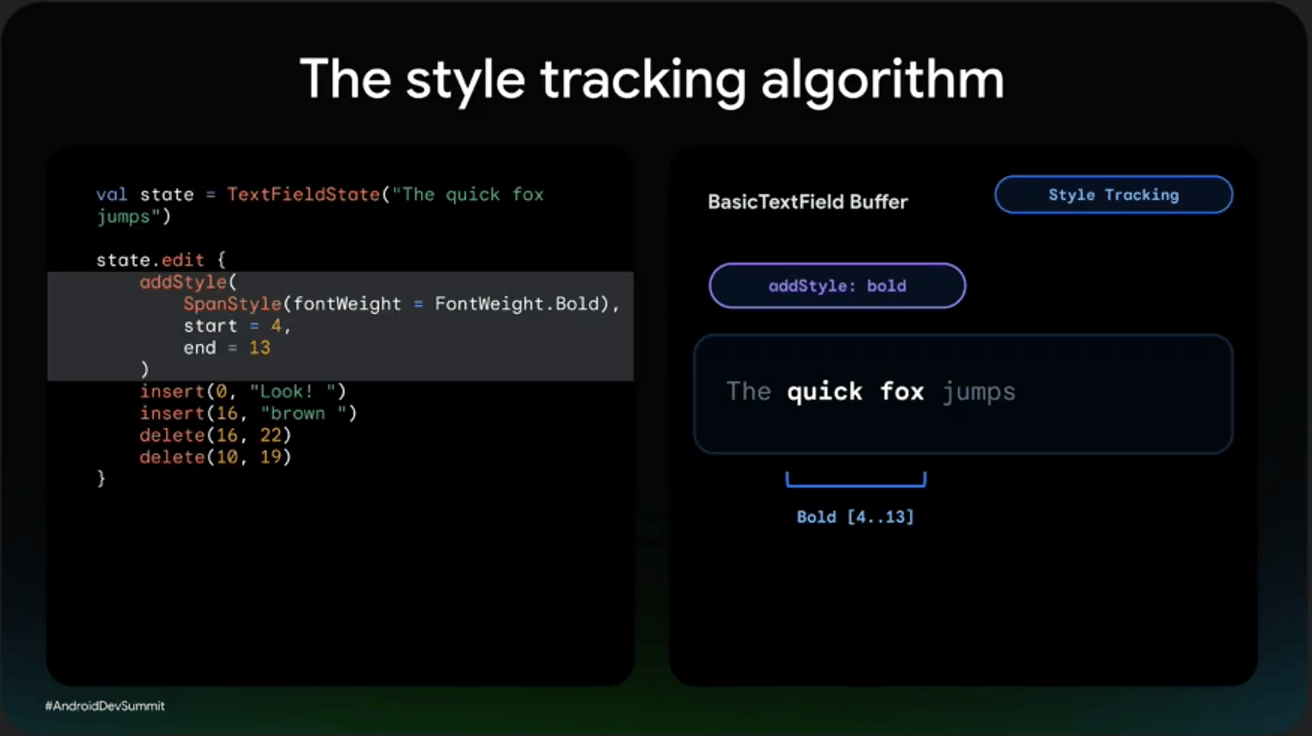 The style tracking algorithm
val state = TextFieldState("The quick fox
jumps")
state.edit {
addStyle(
SpanStyle(fontWeight = FontWeight.Bold),
start = 4,
end = 13
)
insert(0, "Look! ")
insert(16, "brown ")
delete(16, 22)
delete(10, 19)
}
BasicTextField Buffer
Style Tracking
addStyle: bold
The quick fox jumps
Bold [4..13]
#AndroidDevSummit